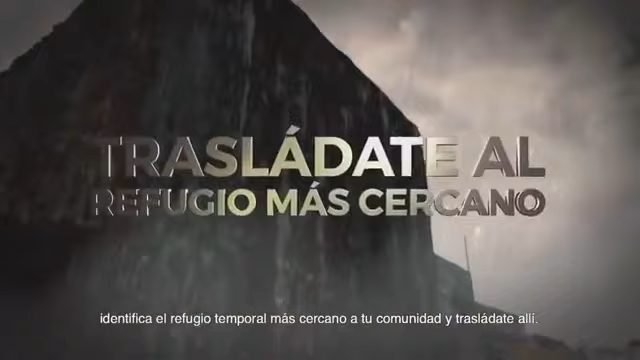 TRASLÁDATE AL
REFUGIO MÁS CERCANO
identifica el refugio temporal más cercano a tu comunidad y trasládate allí.